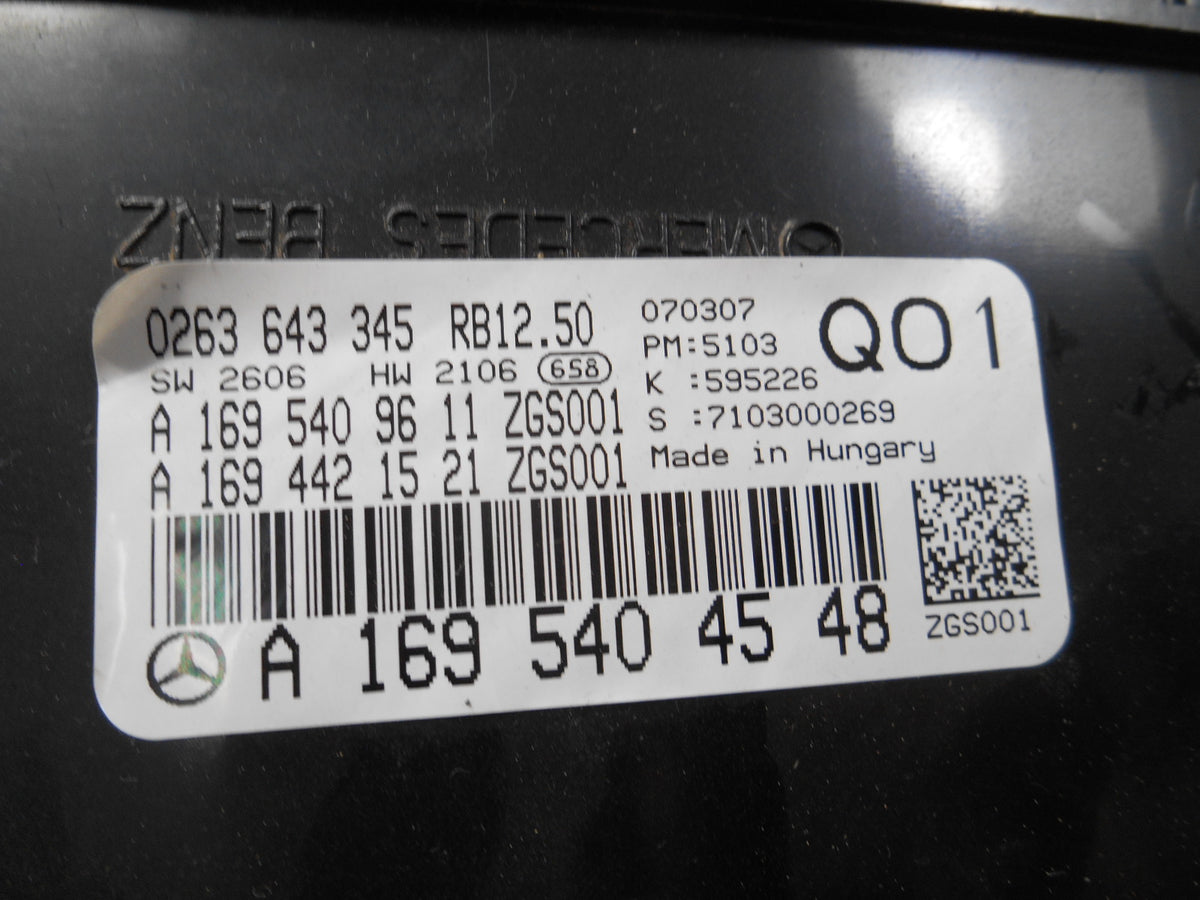 MERCEDES BENZ
0263 643 345 RB12.50
SW 2606 HW 2106 658
A 169 540 96 11 ZGS001
A 169 442 15 21 ZGS001
070307
PM:5103
K :595226
S :7103000269
Made in Hungary
Q01
A 169 540 45 48
ZGS001